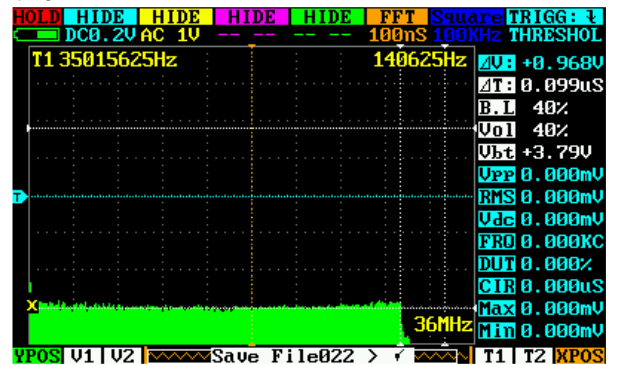 HOLD HIDE HIDE HIDE HIDE FFT Square TRIGG:
DC0.2V AC 1V -- -- -- -- 100nS 100KHz THRESHOL
T1 35015625Hz 140625Hz
⊿V: +0.968V
⊿T: 0.099uS
B.L 40%
Vol 40%
Vbt +3.79V
VPP 0.000mV
T
RMS 0.000mV
Vdc 0.000mV
FRQ 0.000KC
DUT 0.000%
CIR 0.000uS
X
Max 0.000mV
36MHz
Min 0.000mV
YPOS V1 V2 Save File022 > ✓ T1 T2 XPOS